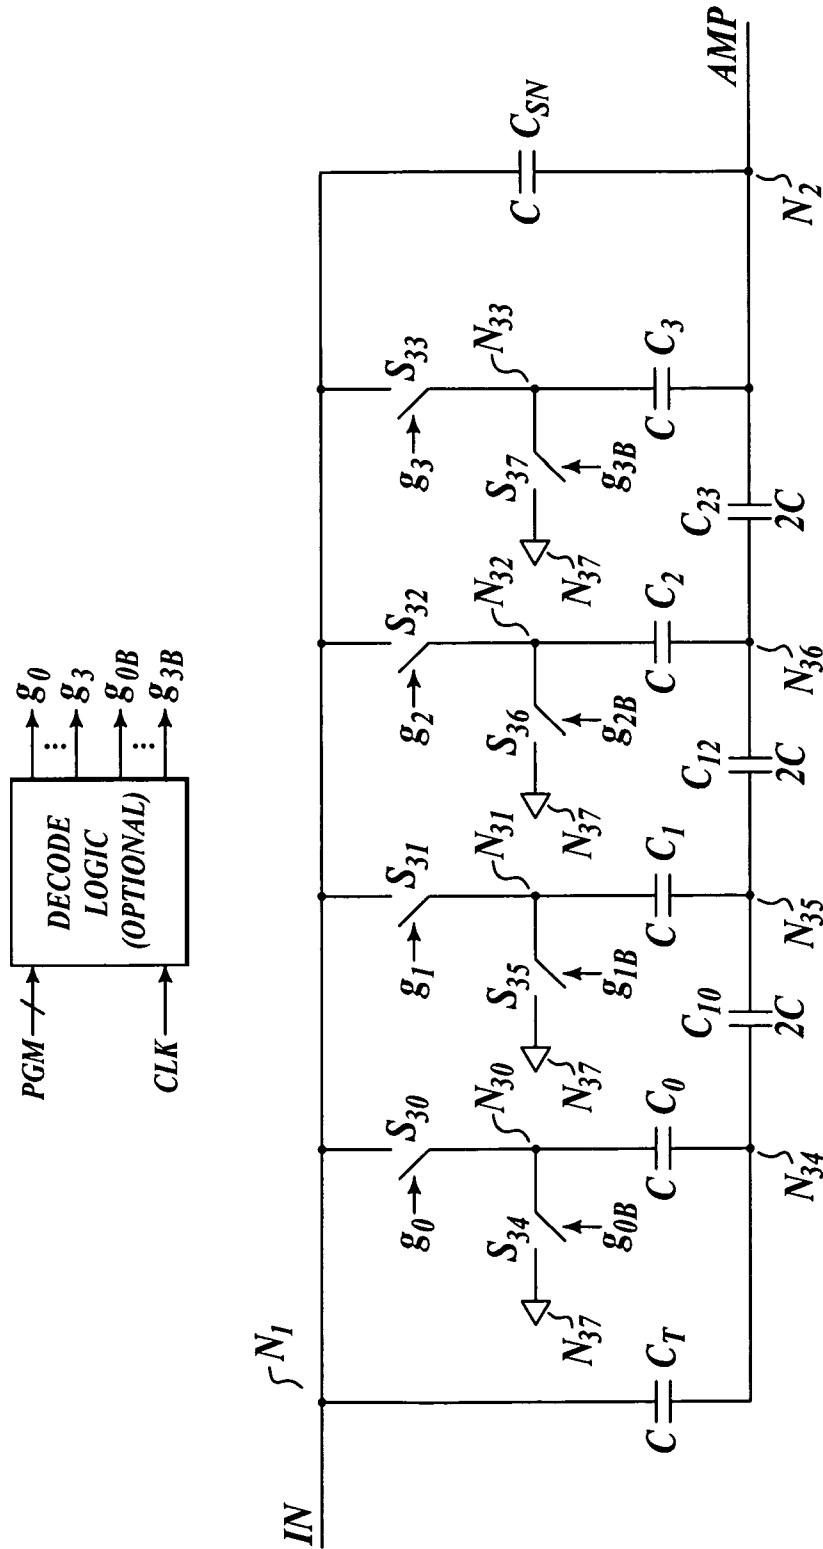 PGM
CLK
DECODE
LOGIC
(OPTIONAL)
g0
...
g3
g0B
...
g3B
IN
N1
AMP
N2
C CT
C CSN
g0 S30
g1 S31
g2 S32
g3 S33
N30
N31
N32
N33
S34
S35
S36
S37
g0B
g1B
g2B
g3B
N37
N37
N37
N37
C C0
C C1
C C2
C C3
C10
2C
C12
2C
C23
2C
N34
N35
N36